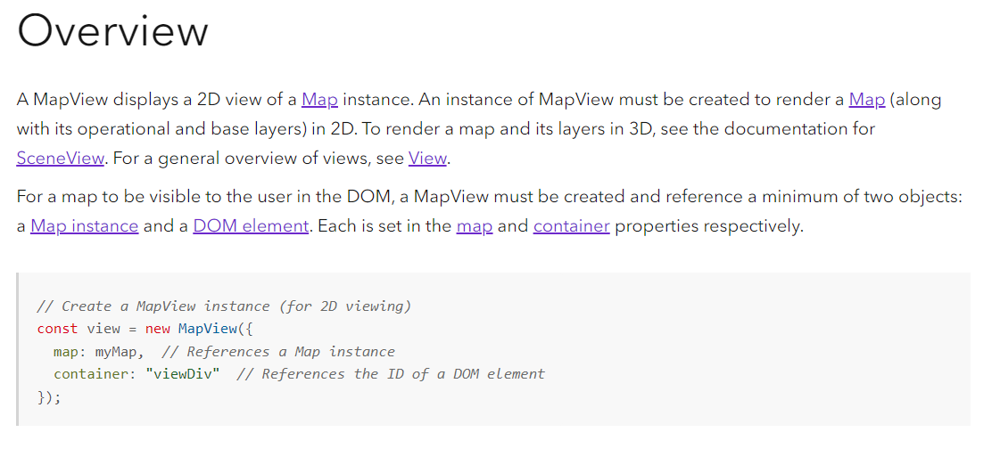 Overview
A MapView displays a 2D view of a Map instance. An instance of MapView must be created to render a Map (along
with its operational and base layers) in 2D. To render a map and its layers in 3D, see the documentation for
SceneView. For a general overview of views, see View.
For a map to be visible to the user in the DOM, a MapView must be created and reference a minimum of two objects:
a Map instance and a DOM element. Each is set in the map and container properties respectively.
// Create a MapView instance (for 2D viewing)
const view = new MapView({
  map: myMap,  // References a Map instance
  container: "viewDiv"  // References the ID of a DOM element
});